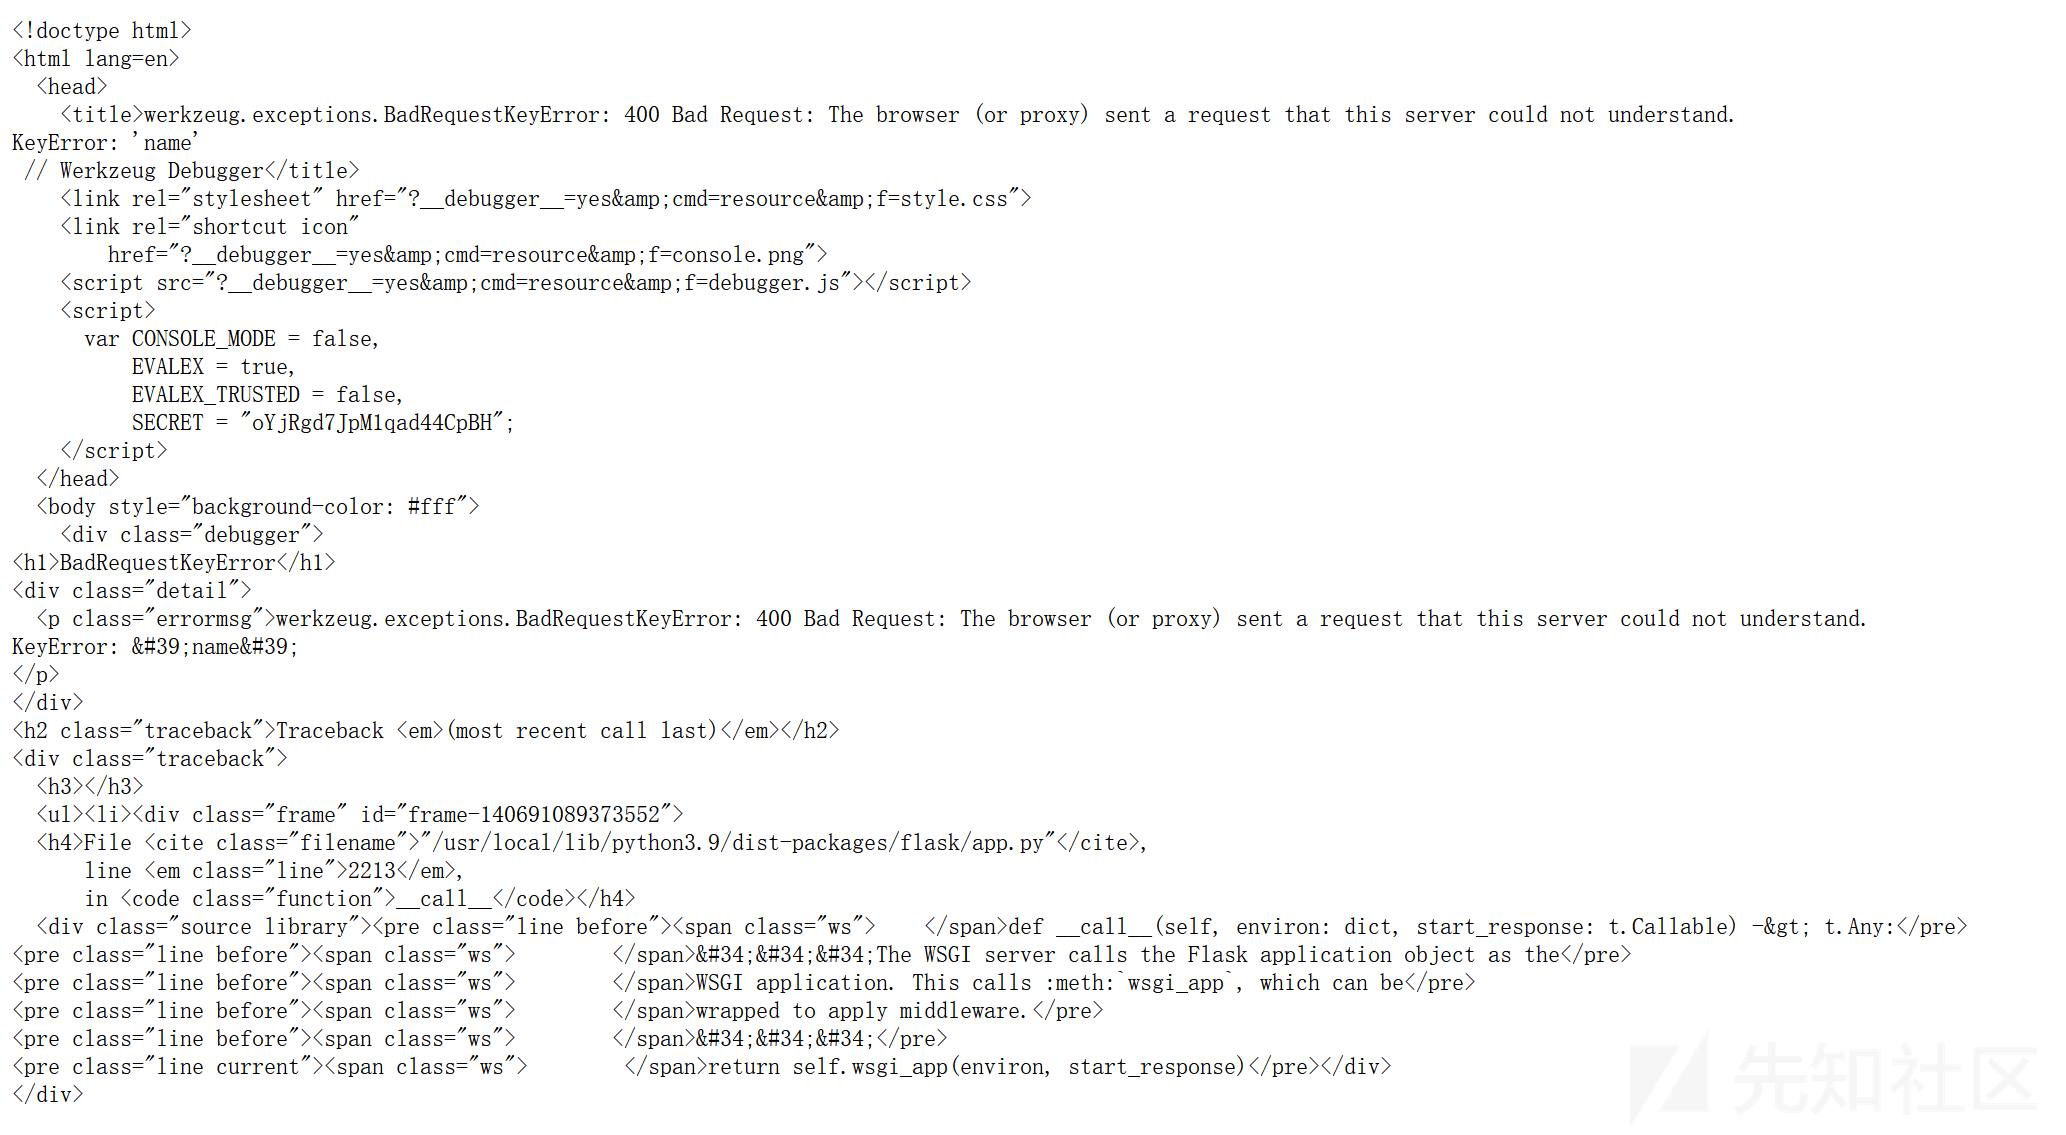 <!doctype html>
<html lang=en>
  <head>
    <title>werkzeug.exceptions.BadRequestKeyError: 400 Bad Request: The browser (or proxy) sent a request that this server could not understand.
KeyError: 'name'
 // Werkzeug Debugger</title>
    <link rel="stylesheet" href="?__debugger__=yes&amp;cmd=resource&amp;f=style.css">
    <link rel="shortcut icon"
        href="?__debugger__=yes&amp;cmd=resource&amp;f=console.png">
    <script src="?__debugger__=yes&amp;cmd=resource&amp;f=debugger.js"></script>
    <script>
      var CONSOLE_MODE = false,
          EVALEX = true,
          EVALEX_TRUSTED = false,
          SECRET = "oYjRgd7JpM1qad44CpBH";
    </script>
  </head>
  <body style="background-color: #fff">
    <div class="debugger">
<h1>BadRequestKeyError</h1>
<div class="detail">
  <p class="errormsg">werkzeug.exceptions.BadRequestKeyError: 400 Bad Request: The browser (or proxy) sent a request that this server could not understand.
KeyError: &#39;name&#39;
</p>
</div>
<h2 class="traceback">Traceback <em>(most recent call last)</em></h2>
<div class="traceback">
  <h3></h3>
  <ul><li><div class="frame" id="frame-140691089373552">
  <h4>File <cite class="filename">"/usr/local/lib/python3.9/dist-packages/flask/app.py"</cite>,
      line <em class="line">2213</em>,
      in <code class="function">__call__</code></h4>
  <div class="source library"><pre class="line before"><span class="ws">    </span>def __call__(self, environ: dict, start_response: t.Callable) -&gt; t.Any:</pre>
<pre class="line before"><span class="ws">        </span>&#34;&#34;&#34;The WSGI server calls the Flask application object as the</pre>
<pre class="line before"><span class="ws">        </span>WSGI application. This calls :meth:`wsgi_app`, which can be</pre>
<pre class="line before"><span class="ws">        </span>wrapped to apply middleware.</pre>
<pre class="line before"><span class="ws">        </span>&#34;&#34;&#34;</pre>
<pre class="line current"><span class="ws">        </span>return self.wsgi_app(environ, start_response)</pre></div>
</div>
先知社区